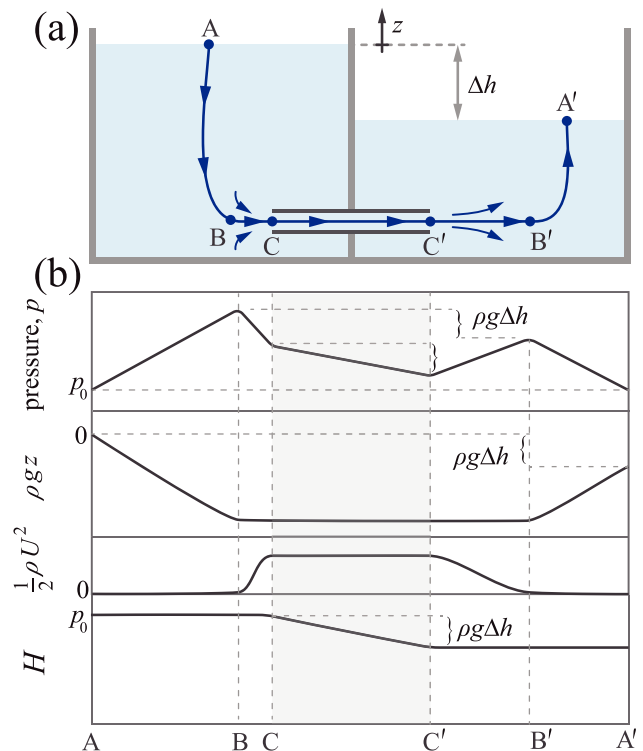 (a)
A
z
Δh
A′
B
C
C′
B′
(b)
pressure, p
p₀
ρgΔh
0
ρgz
ρgΔh
½ρU²
0
p₀
H
ρgΔh
A
B
C
C′
B′
A′